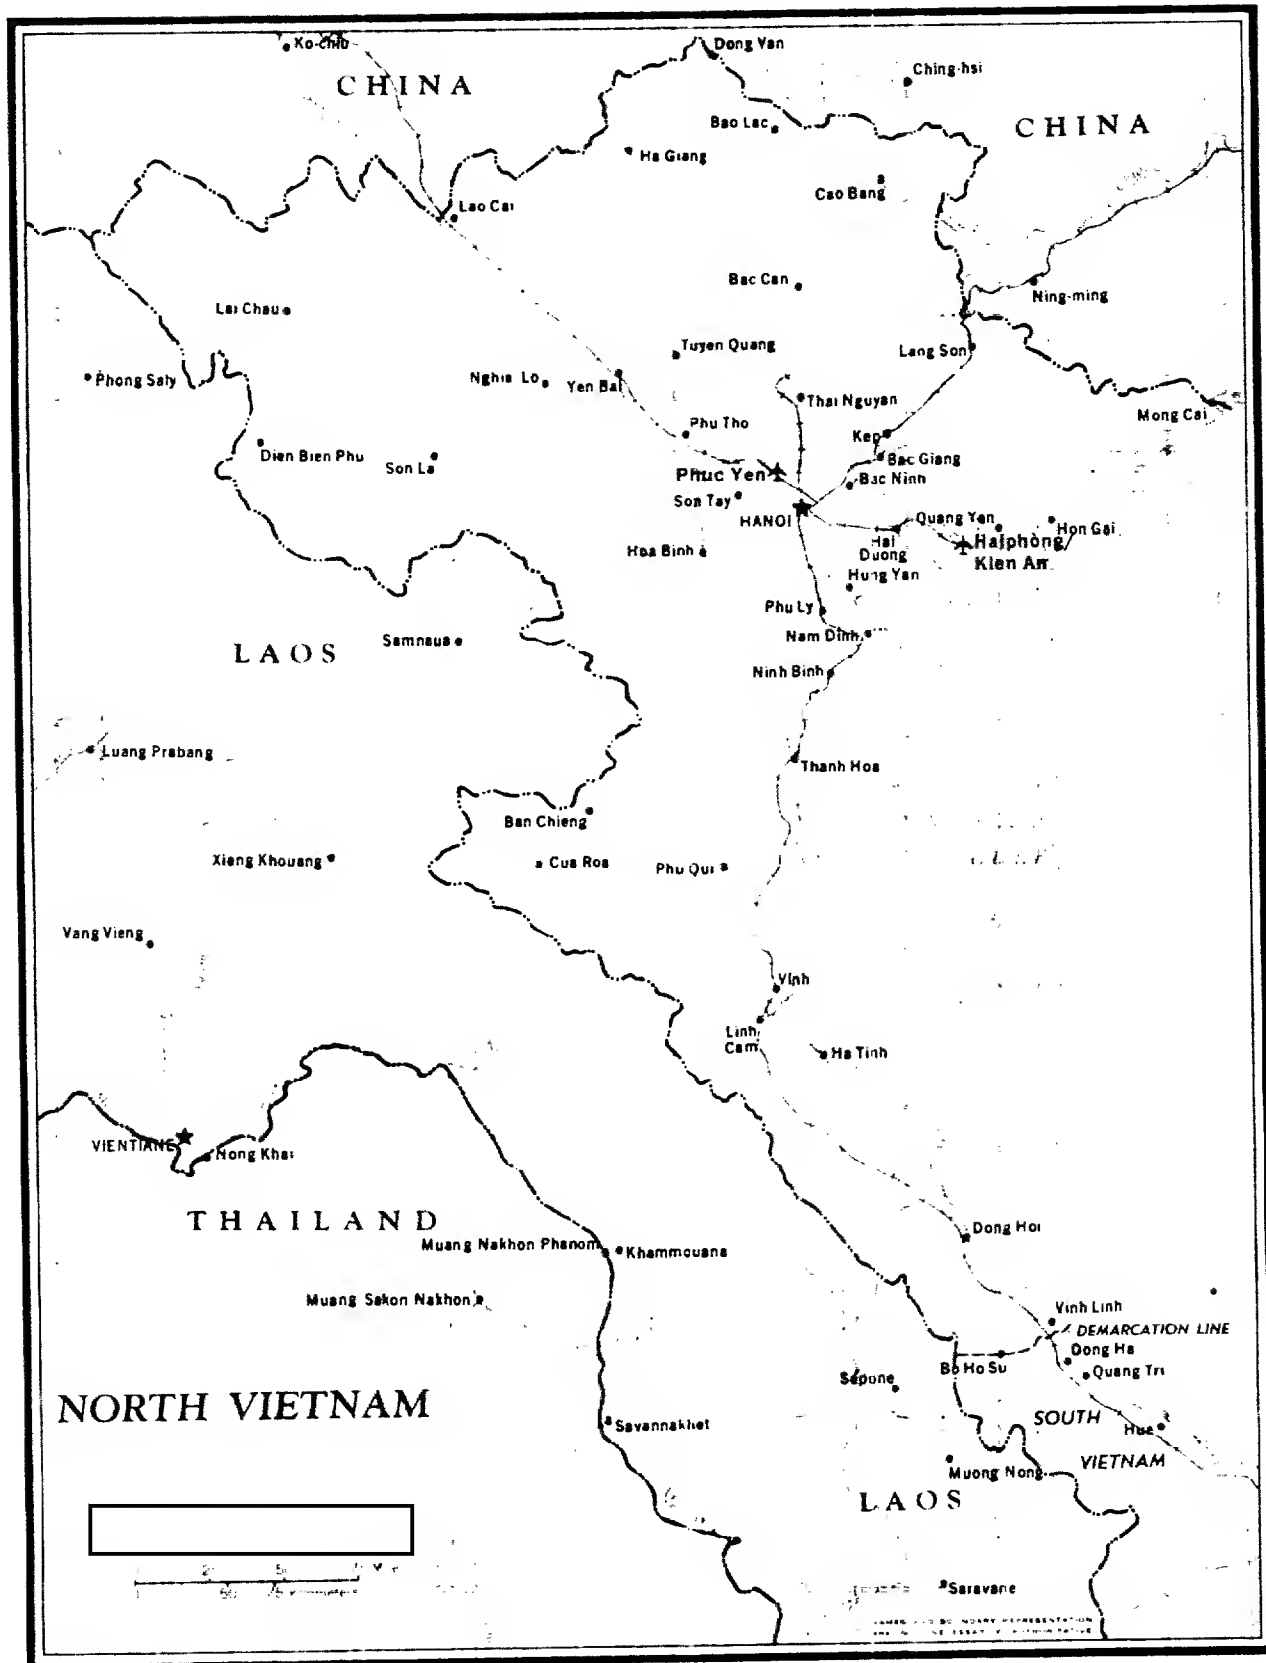 Ko-chiu
Dong Van
Ching-hsi
CHINA
Bao Lac
CHINA
Ha Giang
Cao Bang
Lao Cai
Bac Can
Ning-ming
Lai Chau
Tuyen Quang
Lang Son
Phong Saly
Nghia Lo
Yen Bai
Thai Nguyan
Mong Cai
Phu Tho
Kep
Dien Bien Phu
Son La
Bac Giang
Phuc Yen
Bac Ninh
Son Tay
HANOI
Quang Yen
Hon Gai
Hoa Binh
Hai
Duong
Haiphong
Kien An
Hung Yan
Phu Ly
Nam Dinh
LAOS
Samnaua
Ninh Binh
Luang Prabang
Thanh Hoa
Ban Chieng
Xieng Khouang
Cua Roa
Phu Qui
Vang Vieng
Vinh
Linh
Cam
Ha Tinh
VIENTIANE
Nong Khai
THAILAND
Dong Hoi
Muang Nakhon Phanom
Khammouana
Muang Sakon Nakhon
Vinh Linh
DEMARCATION LINE
Dong Ha
Bo Ho Su
Quang Tri
Sepone
NORTH VIETNAM
Savannakhet
SOUTH
Hue
VIETNAM
Muong Nong
LAOS
Saravane